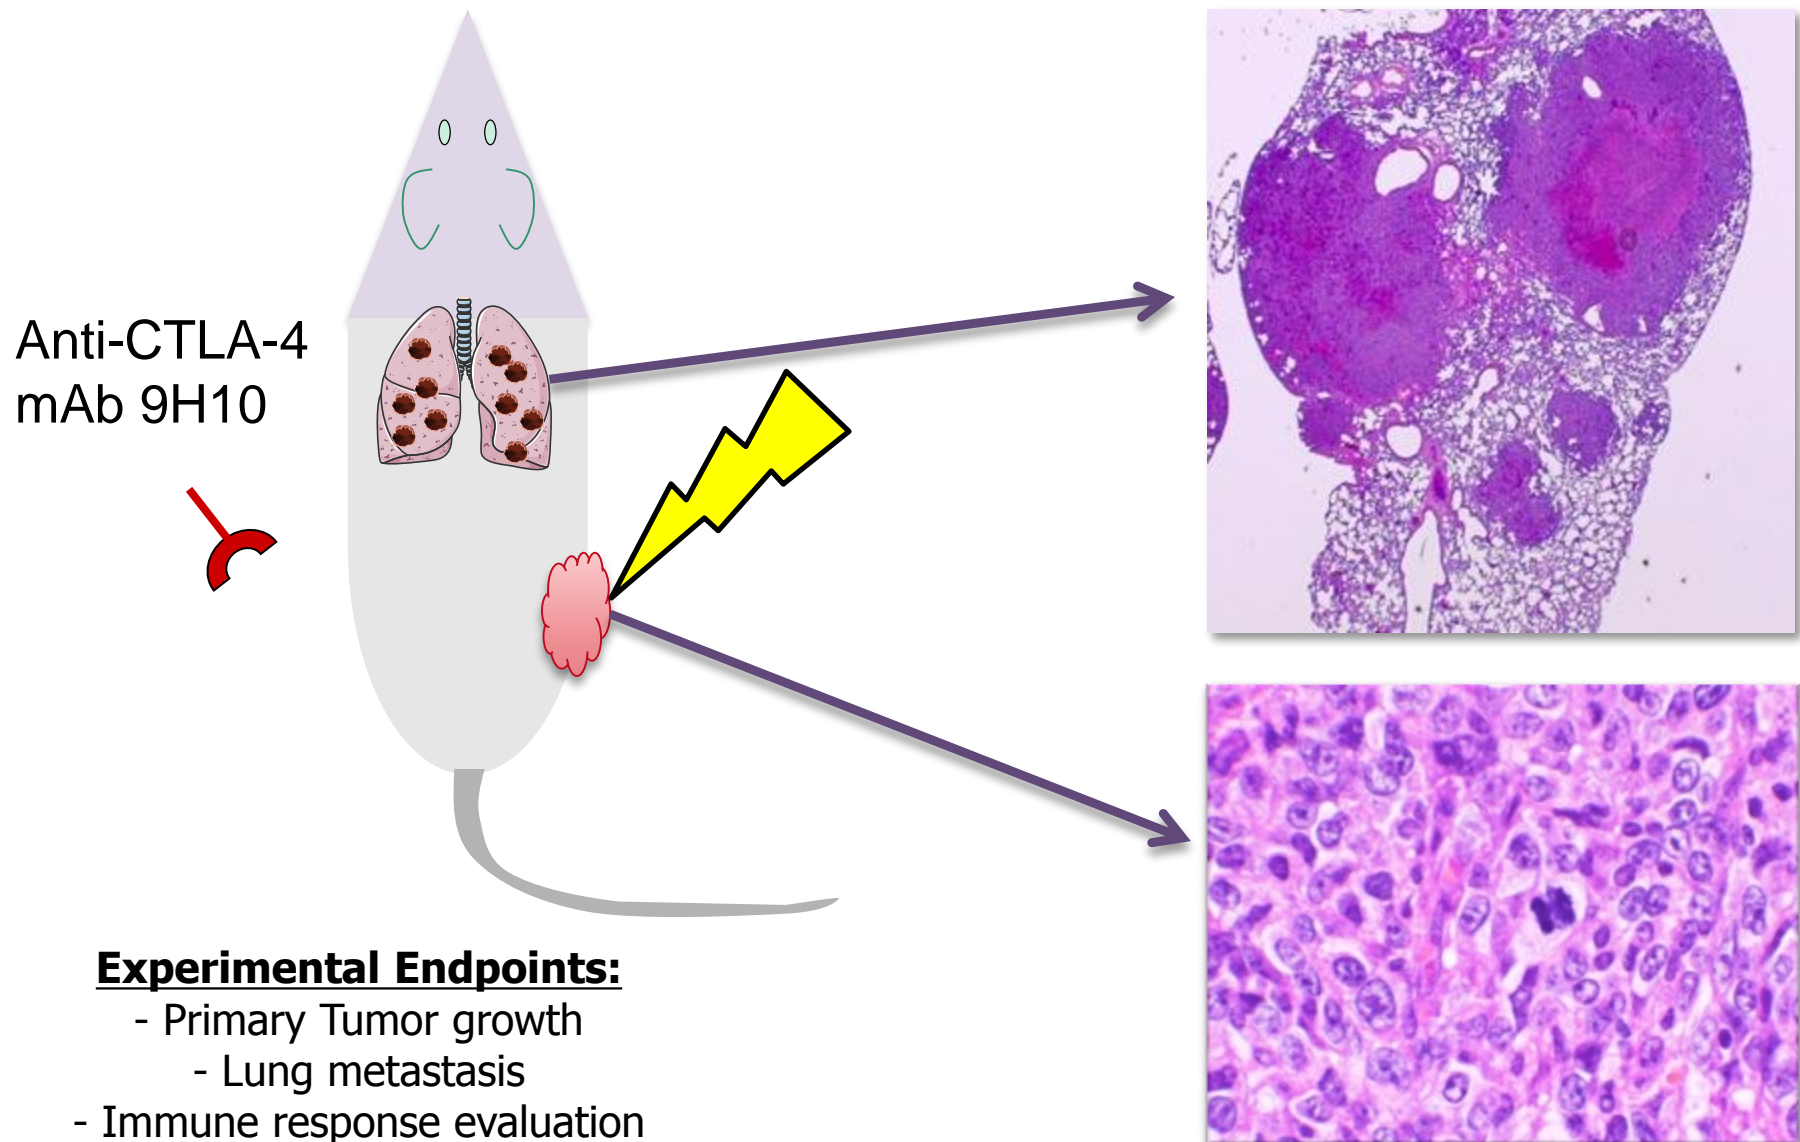 Anti-CTLA-4
mAb 9H10
Experimental Endpoints:
- Primary Tumor growth
- Lung metastasis
- Immune response evaluation